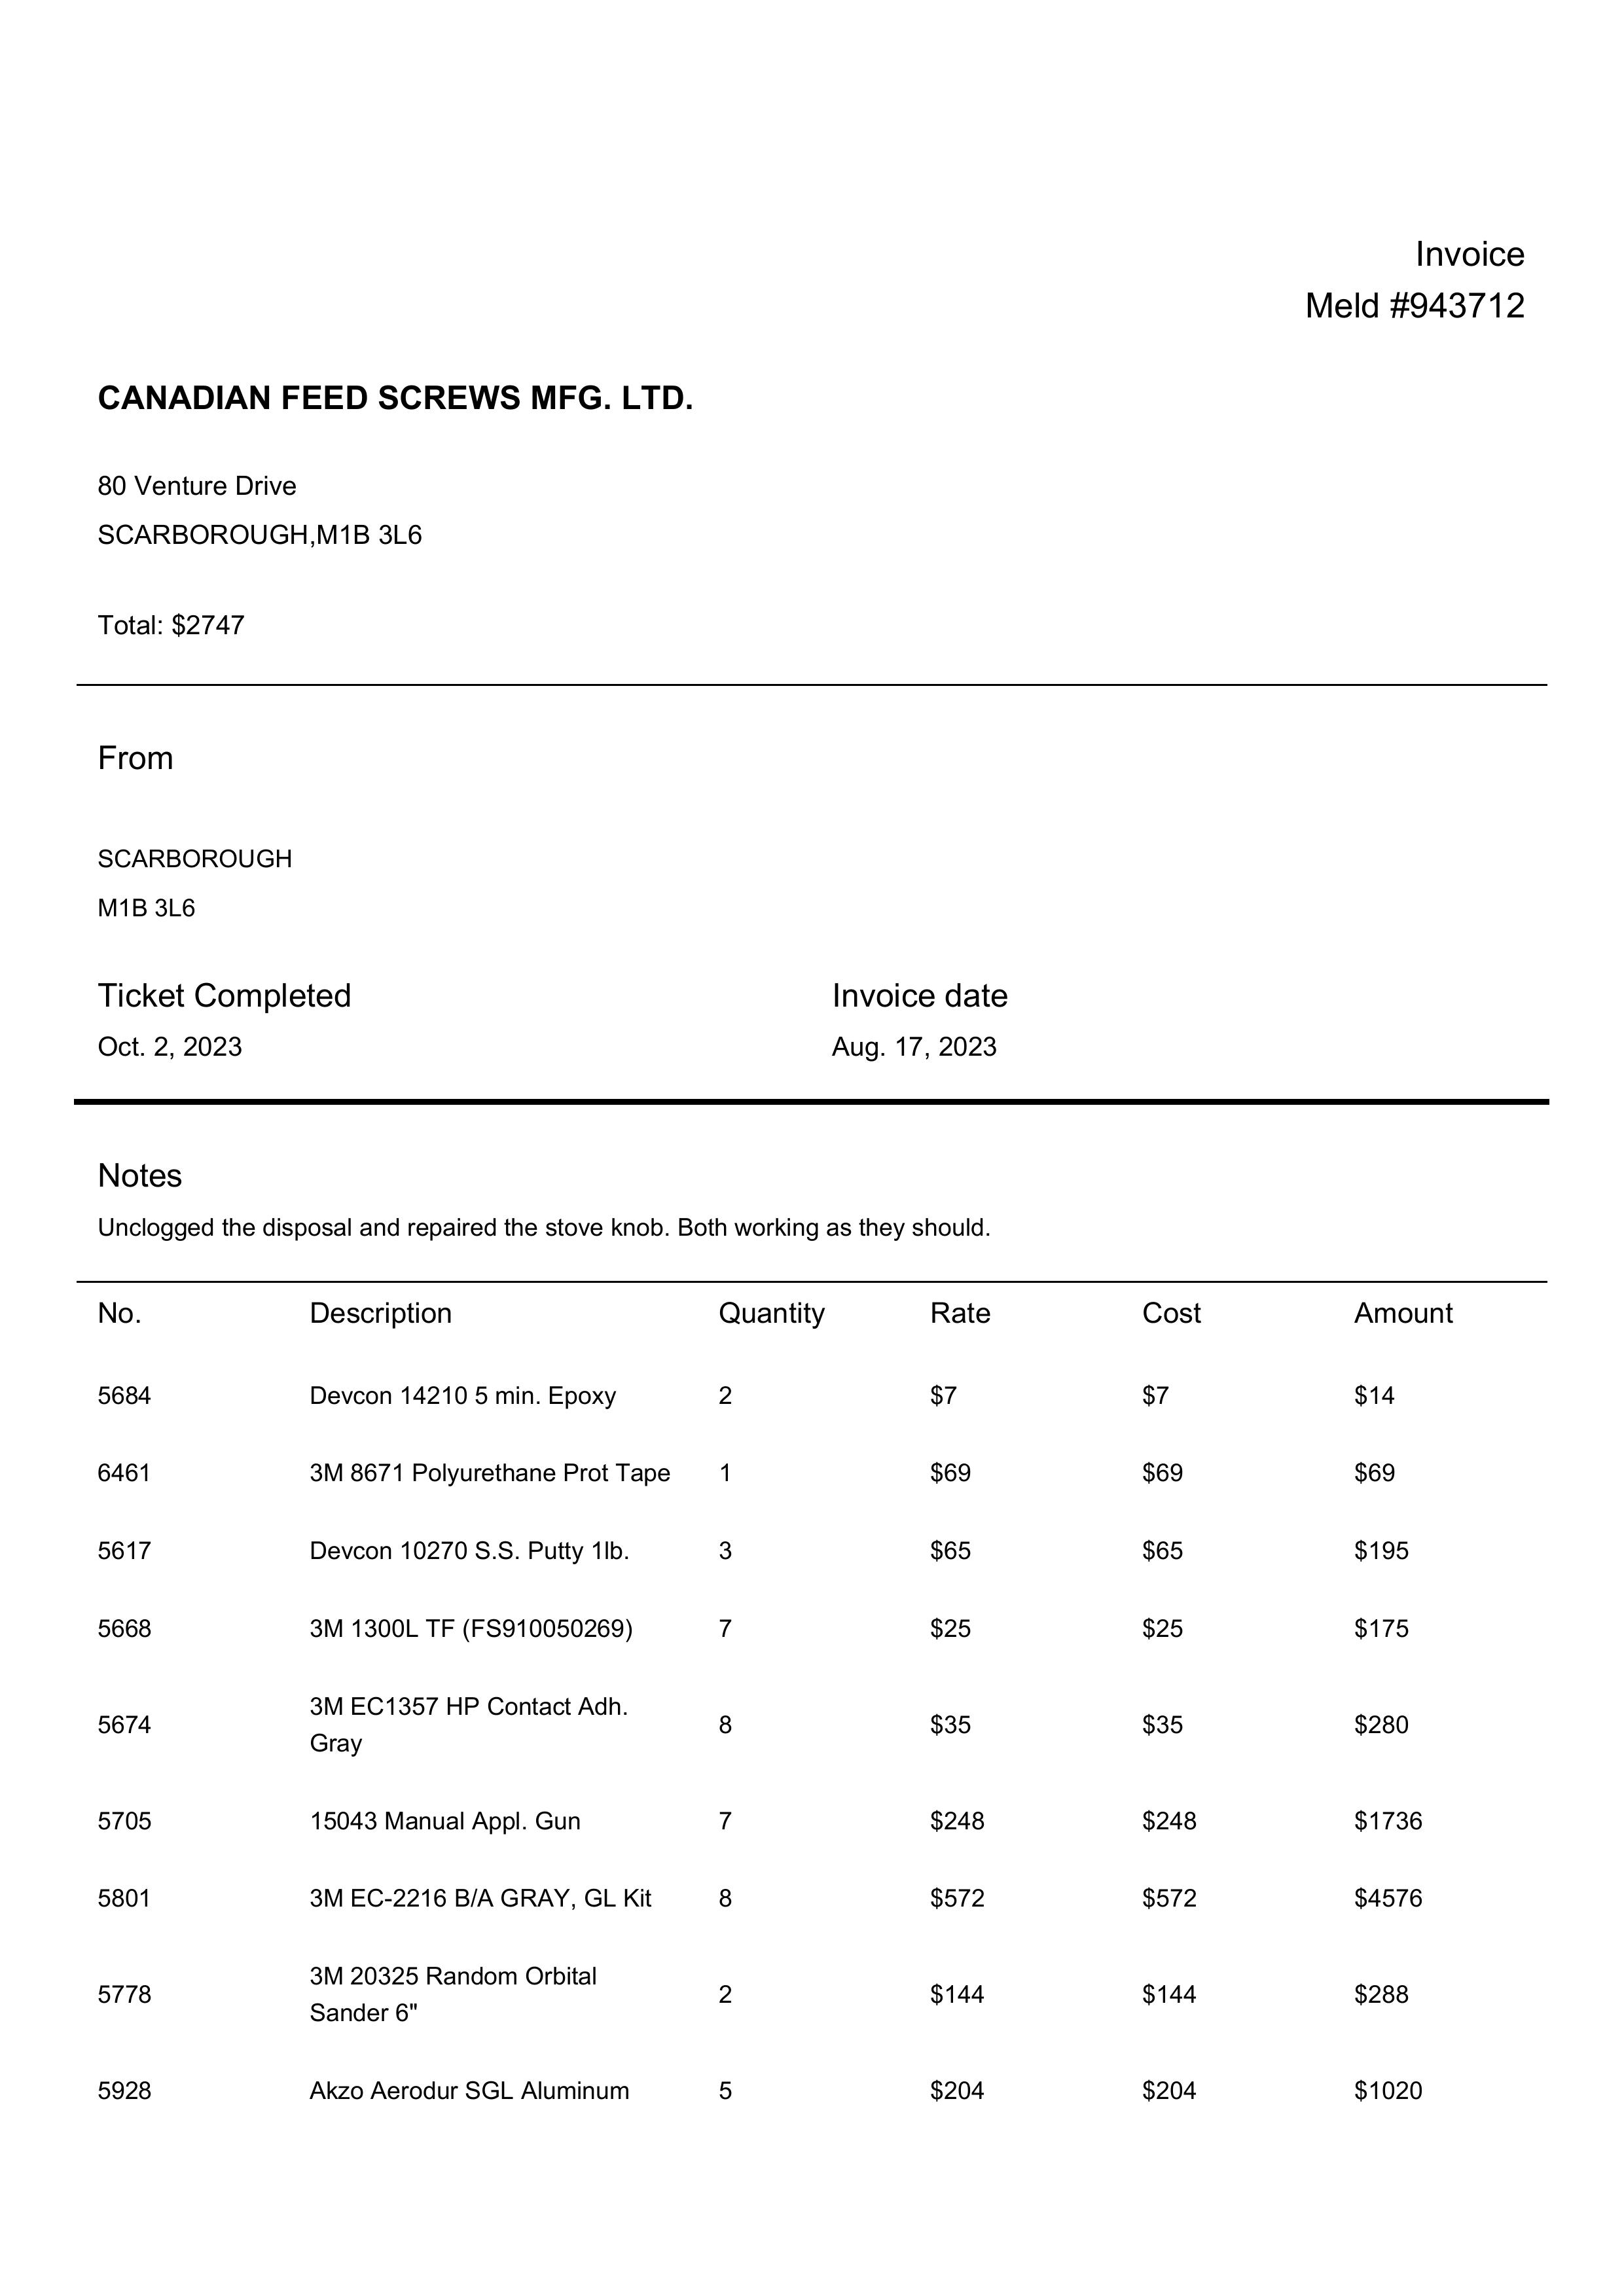 Invoice
Meld #943712
CANADIAN FEED SCREWS MFG. LTD.
80 Venture Drive
SCARBOROUGH,M1B 3L6
Total: $2747
From
SCARBOROUGH
M1B 3L6
Ticket Completed Invoice date
Oct. 2, 2023 Aug. 17, 2023
Notes
Unclogged the disposal and repaired the stove knob. Both working as they should.
No. Description Quantity Rate Cost Amount
5684 Devcon 14210 5 min. Epoxy 2 $7 $7 $14
6461 3M 8671 Polyurethane Prot Tape 1 $69 $69 $69
5617 Devcon 10270 S.S. Putty 1lb. 3 $65 $65 $195
5668 3M 1300L TF (FS910050269) 7 $25 $25 $175
5674 3M EC1357 HP Contact Adh. 8 $35 $35 $280
Gray
5705 15043 Manual Appl. Gun 7 $248 $248 $1736
5801 3M EC-2216 B/A GRAY, GL Kit 8 $572 $572 $4576
5778 3M 20325 Random Orbital 2 $144 $144 $288
Sander 6"
5928 Akzo Aerodur SGL Aluminum 5 $204 $204 $1020